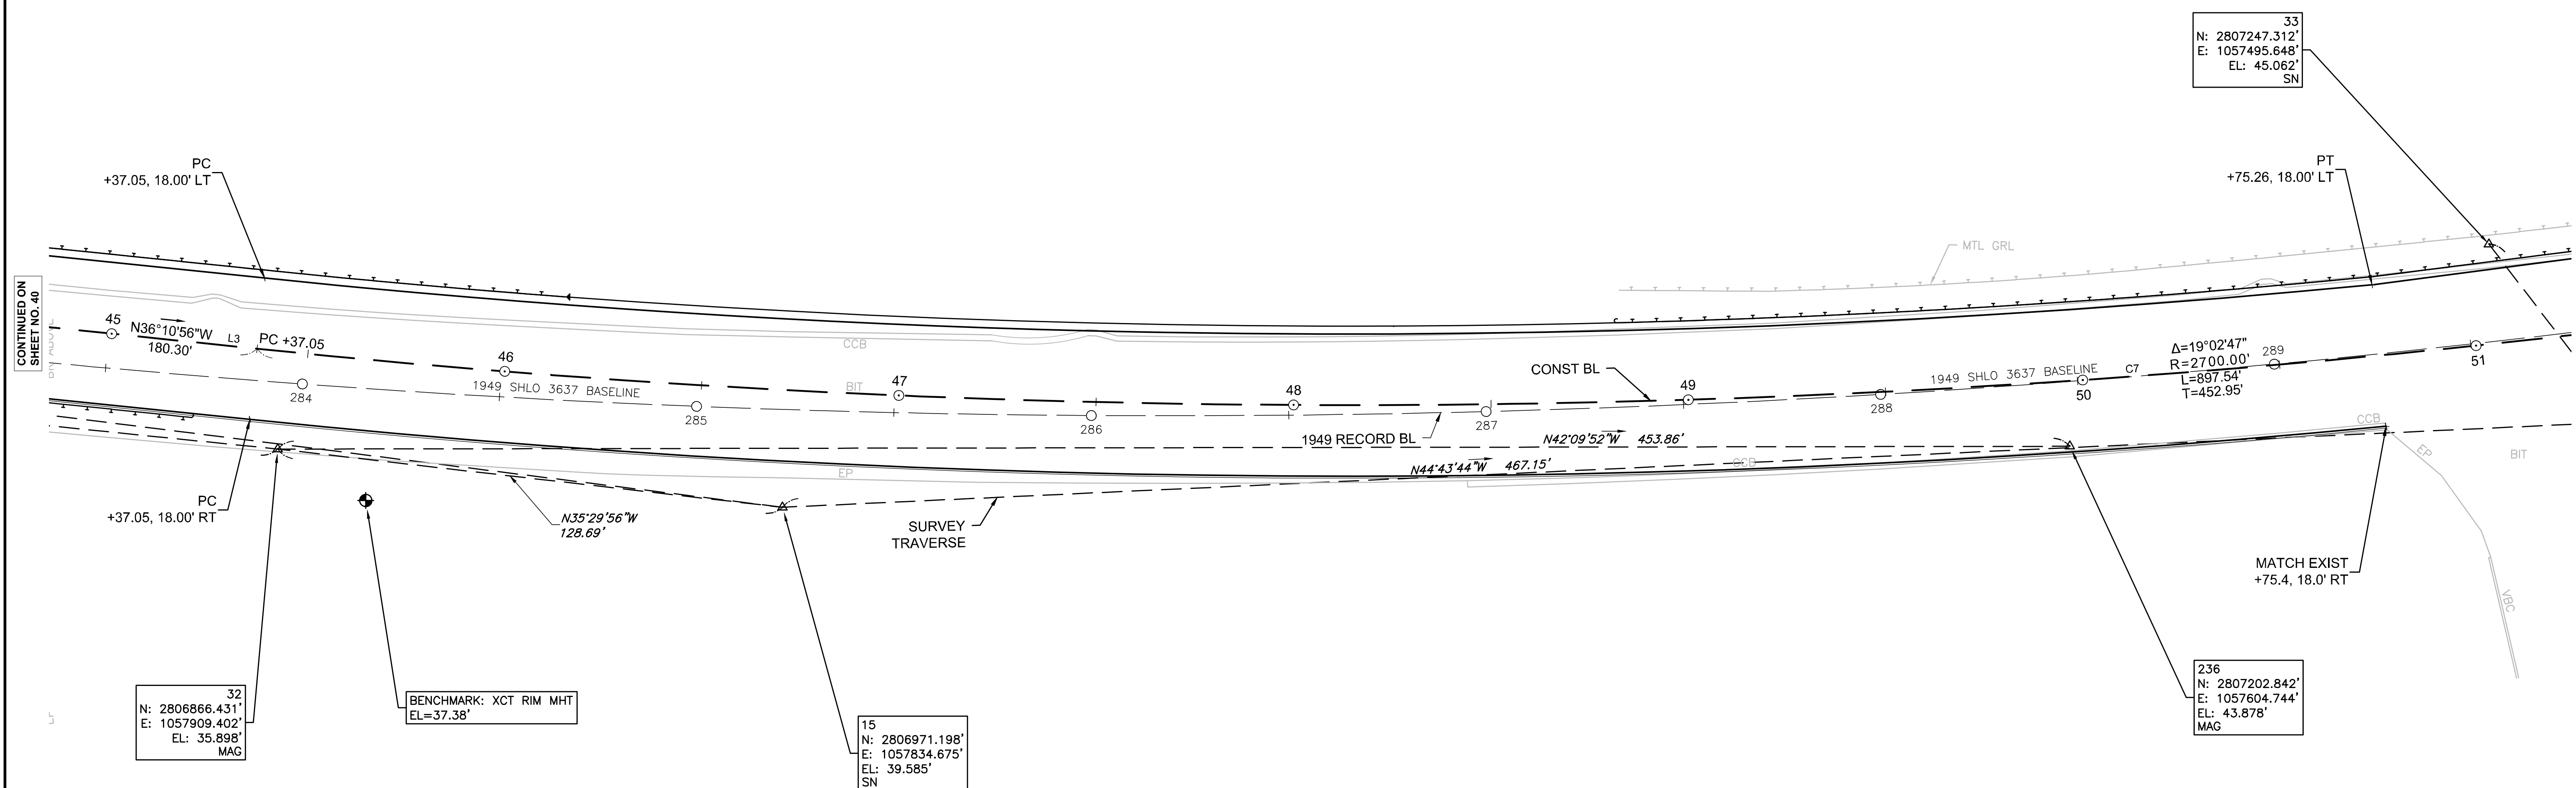 33
N: 2807247.312'
E: 1057495.648'
EL: 45.062'
SN
PC
+37.05, 18.00' LT
PT
+75.26, 18.00' LT
MTL GRL
CONTINUED ON
SHEET NO. 40
45
N36°10'56"W
180.30'
L3
PC +37.05
46
CCB
BIT
47
48
CONST BL
49
Δ=19°02'47"
R=2700.00'
L=897.54'
T=452.95'
289
51
C7
50
1949 SHLO 3637 BASELINE
1949 SHLO 3637 BASELINE
284
285
286
287
288
1949 RECORD BL
N42°09'52"W 453.86'
N44°43'44"W 467.15'
CCB
CCB
EP
EP
BIT
VBC
PC
+37.05, 18.00' RT
N35°29'56"W
128.69'
SURVEY
TRAVERSE
MATCH EXIST
+75.4, 18.0' RT
32
N: 2806866.431'
E: 1057909.402'
EL: 35.898'
MAG
BENCHMARK: XCT RIM MHT
EL=37.38'
15
N: 2806971.198'
E: 1057834.675'
EL: 39.585'
SN
236
N: 2807202.842'
E: 1057604.744'
EL: 43.878'
MAG